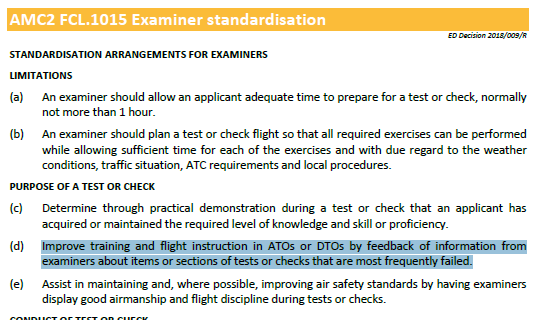 AMC2 FCL.1015 Examiner standardisation
ED Decision 2018/009/R
STANDARDISATION ARRANGEMENTS FOR EXAMINERS
LIMITATIONS
(a) An examiner should allow an applicant adequate time to prepare for a test or check, normally
not more than 1 hour.
(b) An examiner should plan a test or check flight so that all required exercises can be performed
while allowing sufficient time for each of the exercises and with due regard to the weather
conditions, traffic situation, ATC requirements and local procedures.
PURPOSE OF A TEST OR CHECK
(c) Determine through practical demonstration during a test or check that an applicant has
acquired or maintained the required level of knowledge and skill or proficiency.
(d) Improve training and flight instruction in ATOs or DTOs by feedback of information from
examiners about items or sections of tests or checks that are most frequently failed.
(e) Assist in maintaining and, where possible, improving air safety standards by having examiners
display good airmanship and flight discipline during tests or checks.
CONDUCT OF TEST OR CHECK